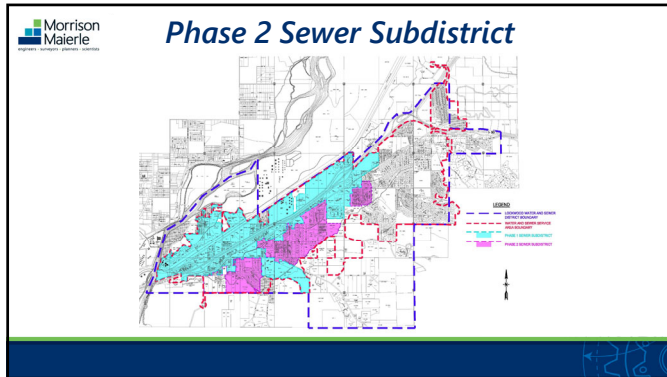 Morrison
Maierle
engineers - surveyors - planners - scientists
Phase 2 Sewer Subdistrict
LEGEND
LOCKWOOD WATER AND SEWER
DISTRICT BOUNDARY
WATER AND SEWER SERVICE
AREA BOUNDARY
PHASE 1 SEWER SUBDISTRICT
PHASE 2 SEWER SUBDISTRICT